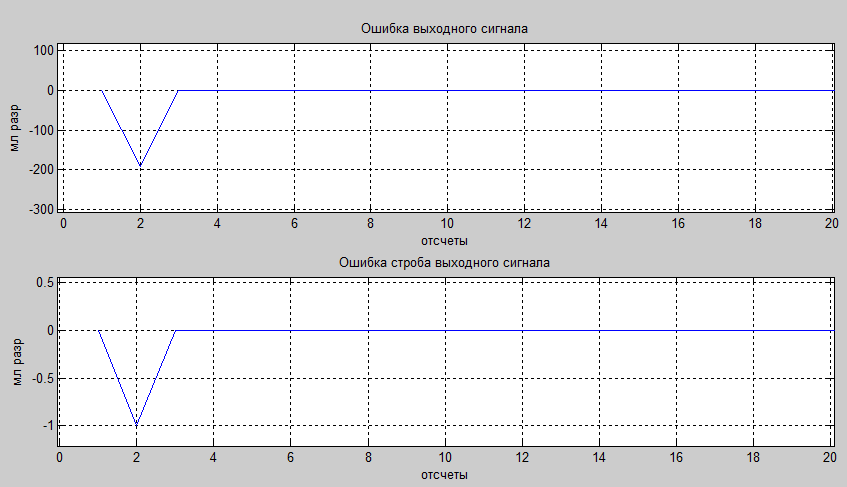 Ошибка выходного сигнала
100
0
-100
-200
-300
мл разр
0 2 4 6 8 10 12 14 16 18 20
отсчеты
Ошибка строба выходного сигнала
0.5
0
-0.5
-1
мл разр
0 2 4 6 8 10 12 14 16 18 20
отсчеты